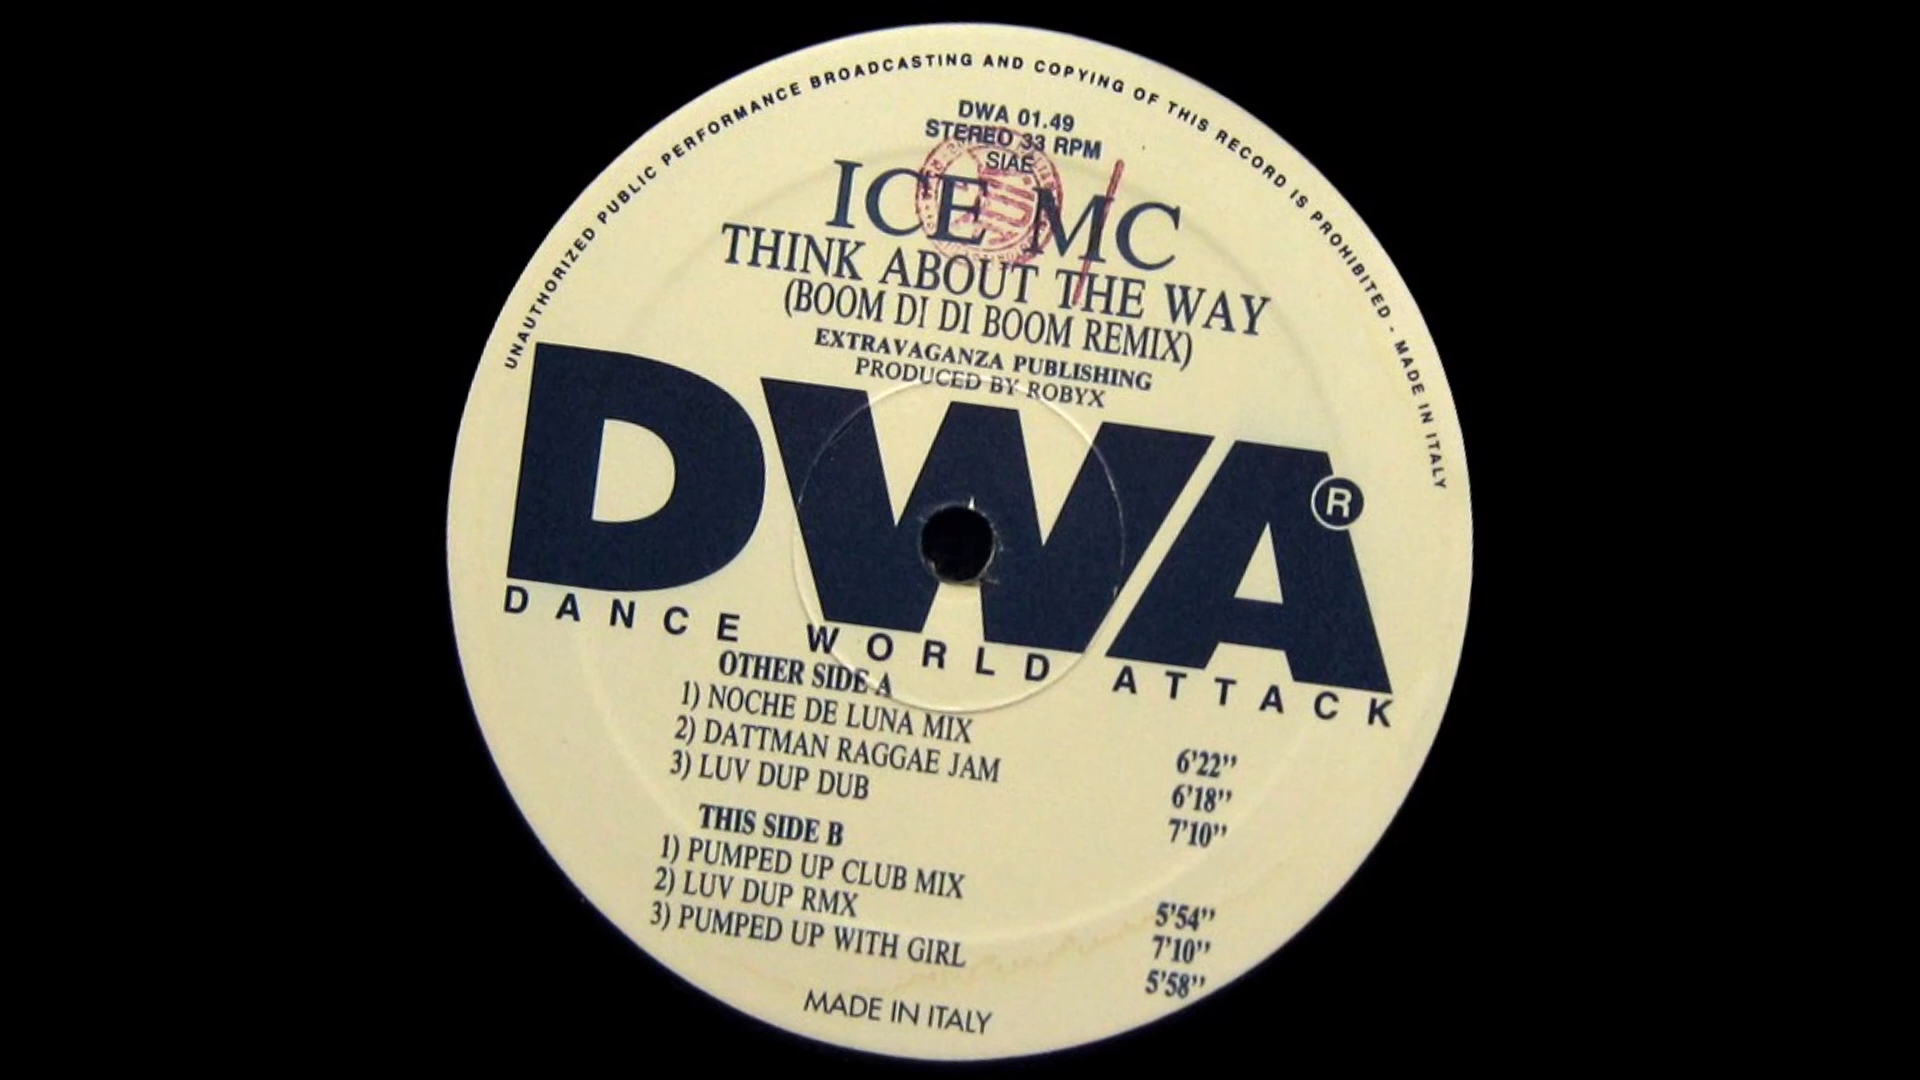 UNAUTHORIZED PUBLIC PERFORMANCE BROADCASTING AND COPYING OF THIS RECORD IS PROHIBITED - MADE IN ITALY
DWA 01.49
STEREO 33 RPM
SIAE
ICE MC
THINK ABOUT THE WAY
(BOOM DI DI BOOM REMIX)
EXTRAVAGANZA PUBLISHING
PRODUCED BY ROBYX
DWA®
DANCE WORLD ATTACK
OTHER SIDE A
1) NOCHE DE LUNA MIX 6'22"
2) DATTMAN RAGGAE JAM 6'18"
3) LUV DUP DUB 7'10"
THIS SIDE B
1) PUMPED UP CLUB MIX 5'54"
2) LUV DUP RMX 7'10"
3) PUMPED UP WITH GIRL 5'58"
MADE IN ITALY